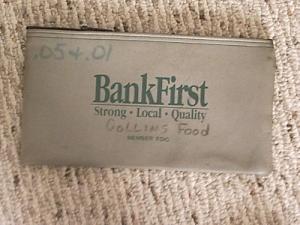 .05 & .01
BankFirst
Strong • Local • Quality
Collins Food
MEMBER FDIC